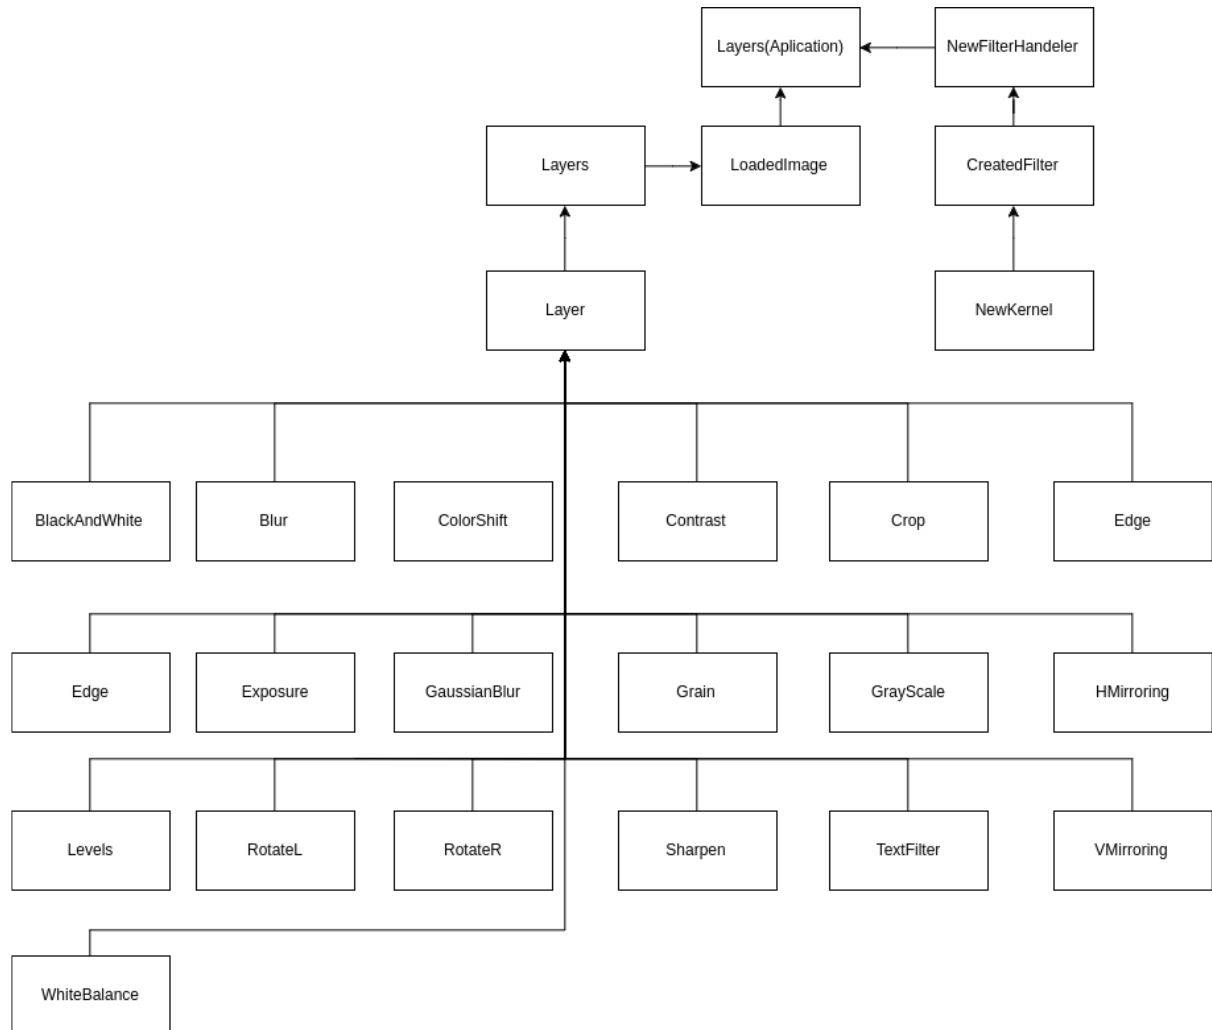 Layers(Aplication)
NewFilterHandeler
Layers
LoadedImage
CreatedFilter
Layer
NewKernel
BlackAndWhite
Blur
ColorShift
Contrast
Crop
Edge
Edge
Exposure
GaussianBlur
Grain
GrayScale
HMirroring
Levels
RotateL
RotateR
Sharpen
TextFilter
VMirroring
WhiteBalance